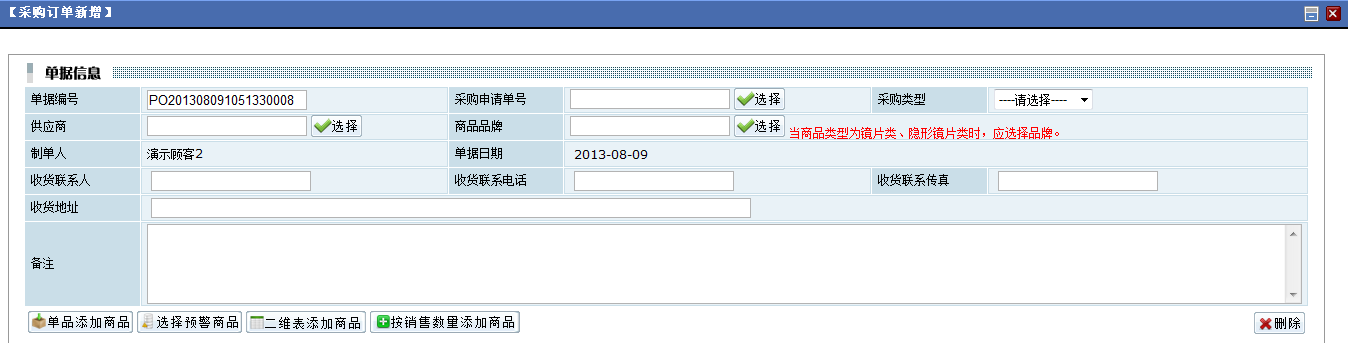 【采购订单新增】
单据信息
单据编号 PO201308091051330008 采购申请单号 选择 采购类型 ----请选择----
供应商 选择 商品品牌 选择 当商品类型为镜片类、隐形镜片类时，应选择品牌。
制单人 演示顾客2 单据日期 2013-08-09
收货联系人 收货联系电话 收货联系传真
收货地址
备注
单品添加商品 选择预警商品 二维表添加商品 按销售数量添加商品 删除